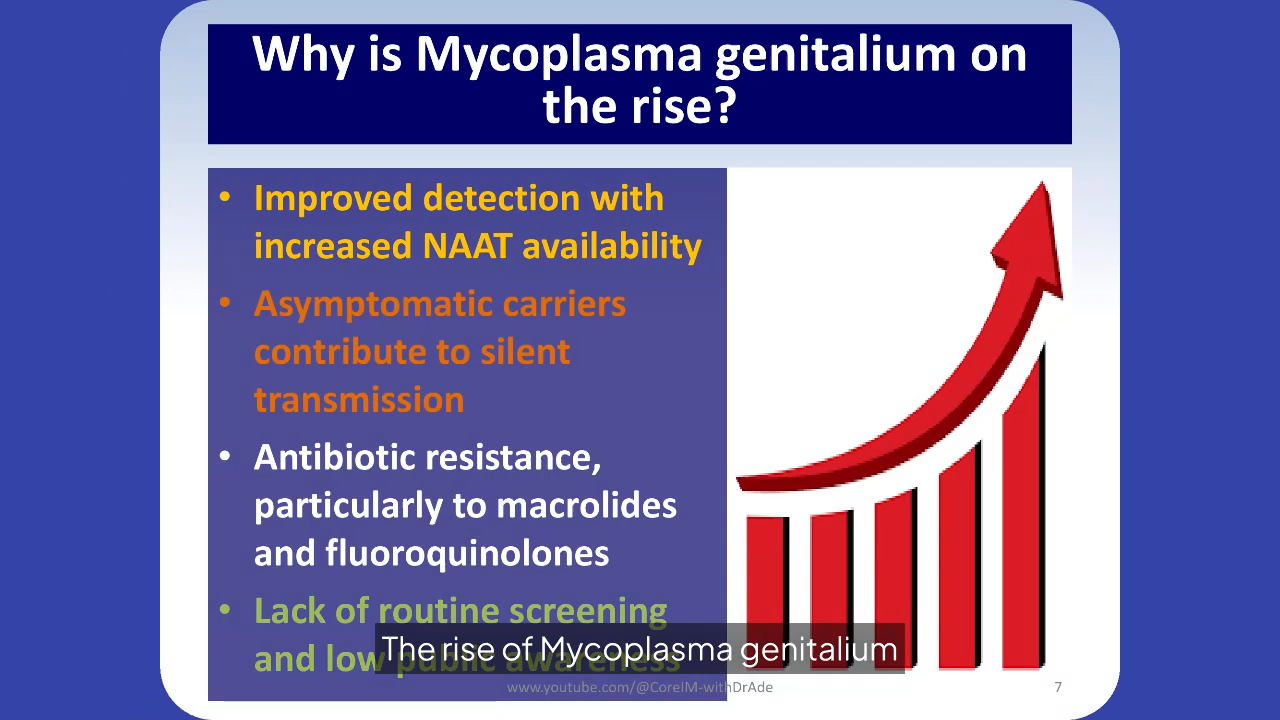 Why is Mycoplasma genitalium on
the rise?
• Improved detection with
increased NAAT availability
• Asymptomatic carriers
contribute to silent
transmission
• Antibiotic resistance,
particularly to macrolides
and fluoroquinolones
• Lack of routine screening
and low public awareness
The rise of Mycoplasma genitalium
www.youtube.com/@CoreIM-withDrAde
7